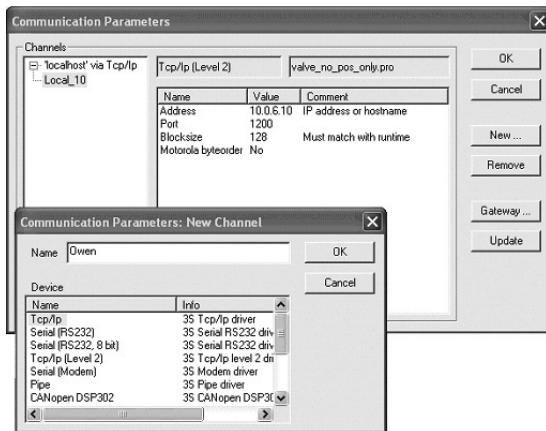 Communication Parameters
Channels
'localhost' via Tcp/Ip
Local_10
Tcp/Ip (Level 2)
valve_no_pos_only.pro
Name Value Comment
Address 10.0.6.10 IP address or hostname
Port 1200
Blocksize 128 Must match with runtime
Motorola byteorder No
OK
Cancel
New ...
Remove
Gateway ...
Update
Communication Parameters: New Channel
Name Owen
OK
Cancel
Device
Name Info
Tcp/Ip 3S Tcp/Ip driver
Serial (RS232) 3S Serial RS232 driv
Serial (RS232, 8 bit) 3S Serial RS232 driv
Tcp/Ip (Level 2) 3S Tcp/Ip level 2 dri
Serial (Modem) 3S Modem driver
Pipe 3S Pipe driver
CANopen DSP302 3S CANopen DSP3